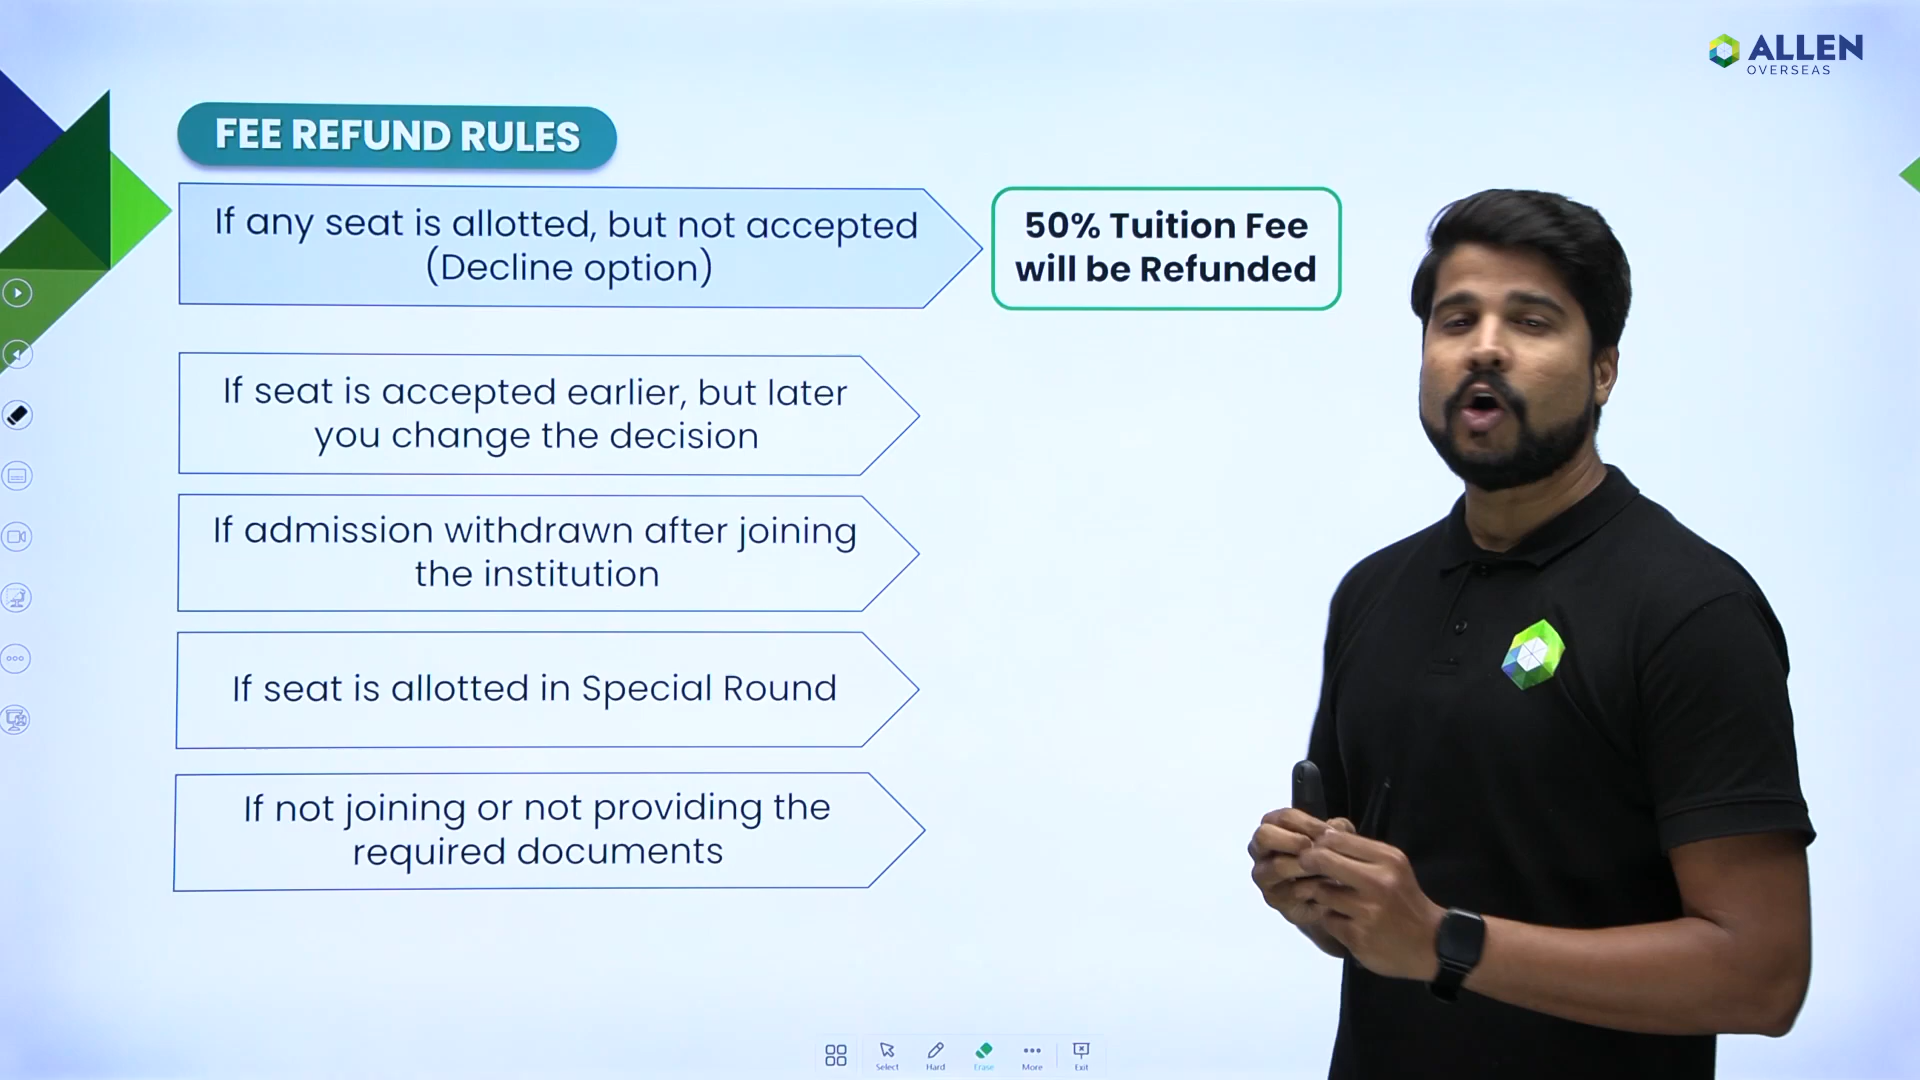 ALLEN
OVERSEAS
FEE REFUND RULES
If any seat is allotted, but not accepted
(Decline option)
50% Tuition Fee
will be Refunded
If seat is accepted earlier, but later
you change the decision
If admission withdrawn after joining
the institution
If seat is allotted in Special Round
If not joining or not providing the
required documents
Select
Hard
Erase
More
Exit